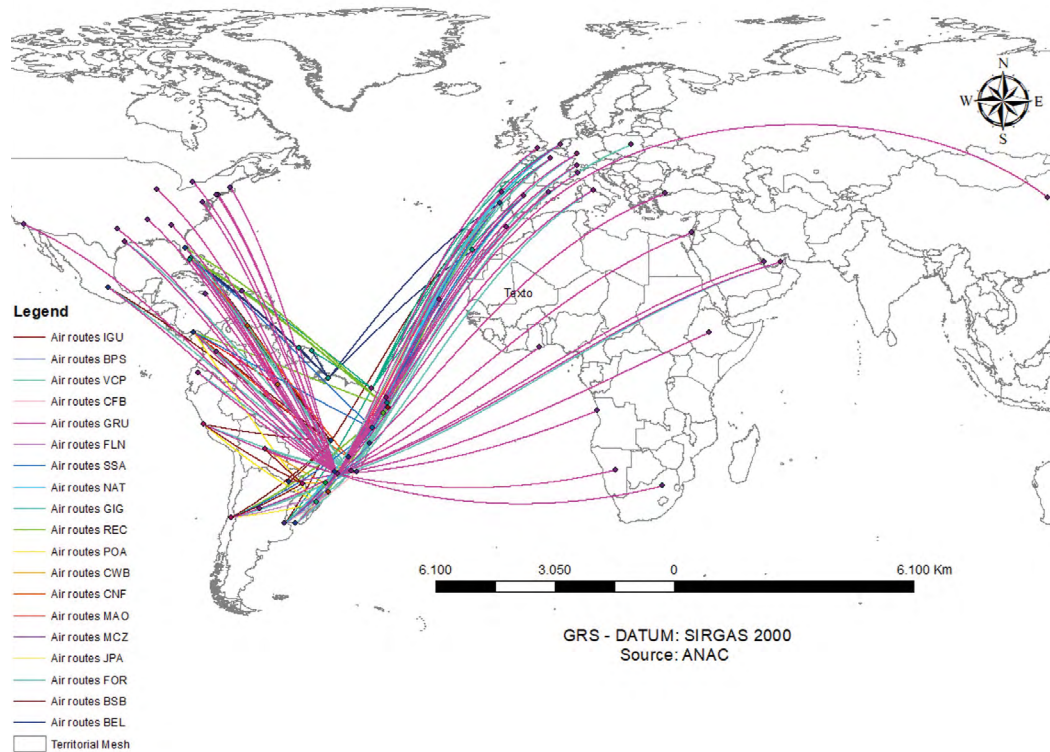 N
W E
S
Texto
Legend
Air routes IGU
Air routes BPS
Air routes VCP
Air routes CFB
Air routes GRU
Air routes FLN
Air routes SSA
Air routes NAT
Air routes GIG
Air routes REC
Air routes POA
Air routes CWB
Air routes CNF
Air routes MAO
Air routes MCZ
Air routes JPA
Air routes FOR
Air routes BSB
Air routes BEL
Territorial Mesh
6.100 3.050 0 6.100 Km
GRS - DATUM: SIRGAS 2000
Source: ANAC